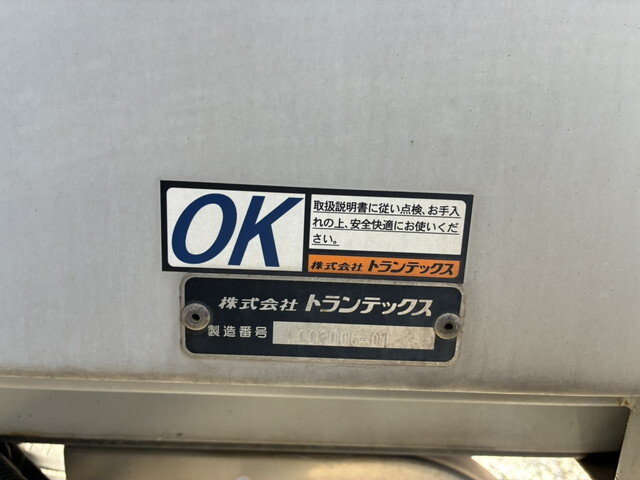 OK
取扱説明書に従い点検、お手入
れの上、安全快適にお使いくだ
さい。
株式会社 トランテックス
株式会社 トランテックス
製造番号